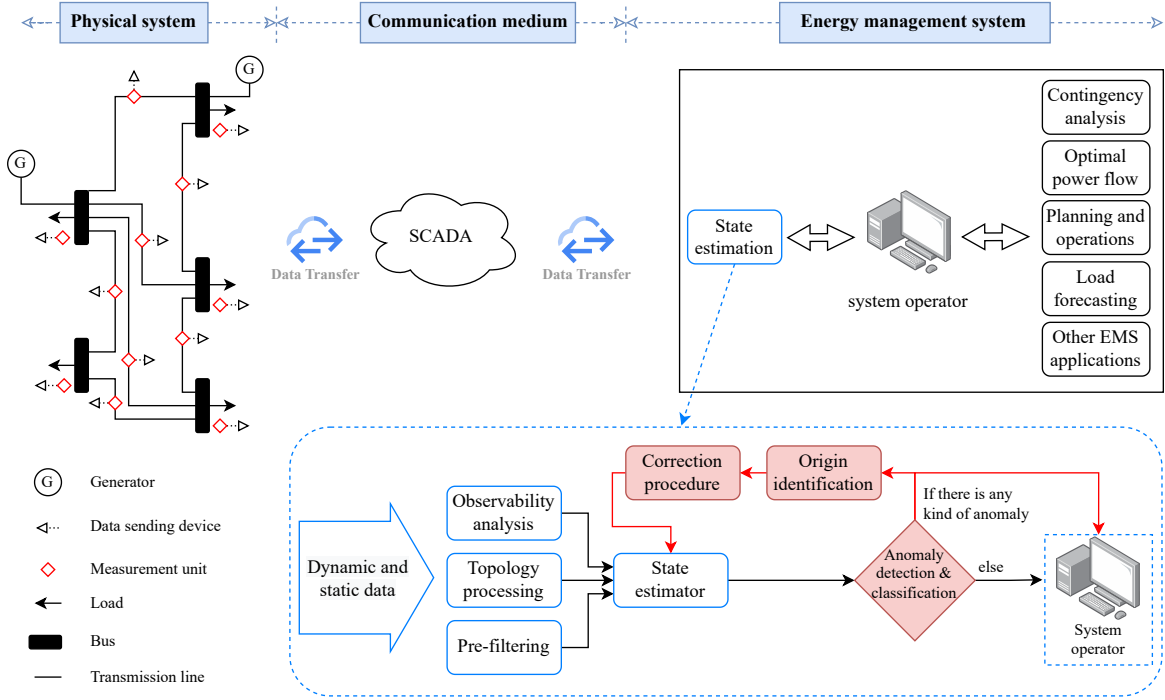 Physical system
Communication medium
Energy management system
G
G
SCADA
Data Transfer
Data Transfer
State
estimation
system operator
Contingency
analysis
Optimal
power flow
Planning and
operations
Load
forecasting
Other EMS
applications
G
Generator
Data sending device
Measurement unit
Load
Bus
Transmission line
Dynamic and
static data
Observability
analysis
Topology
processing
Pre-filtering
State
estimator
Correction
procedure
Origin
identification
If there is any
kind of anomaly
Anomaly
detection &
classification
else
System
operator